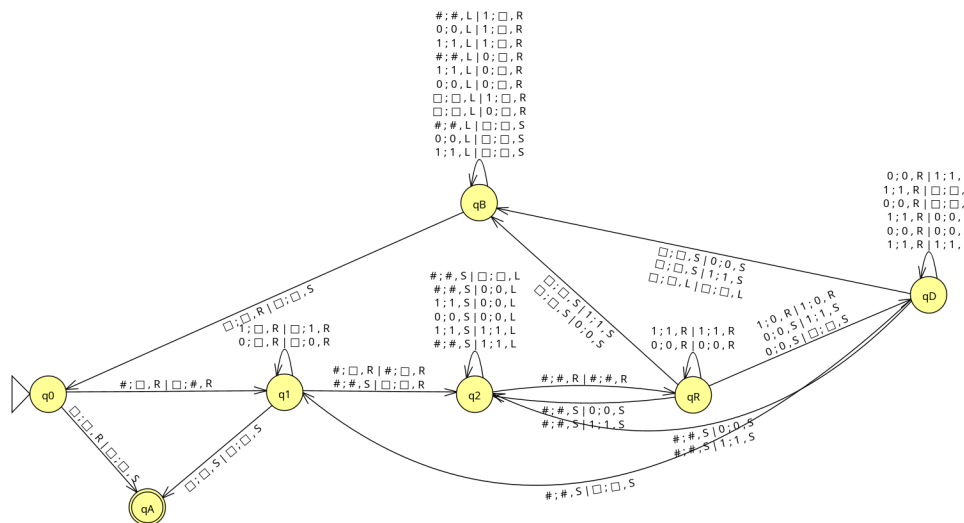 #;#,L|1;□,R
0;0,L|1;□,R
1;1,L|1;□,R
#;#,L|0;□,R
1;1,L|0;□,R
0;0,L|0;□,R
□;□,L|1;□,R
□;□,L|0;□,R
#;#,L|□;□,S
0;0,L|□;□,S
1;1,L|□;□,S
qB
0;0,R|1;1,
1;1,R|□;□,
0;0,R|□;□,
1;1,R|0;0,
0;0,R|0;0,
1;1,R|1;1,
qD
□;□,S|0;0,S
□;□,S|1;1,S
□;□,L|□;□,L
□;□,S|1;1,S
□;□,S|0;0,S
□;□,R|□;□,S
1;□,R|□;1,R
0;□,R|□;0,R
#;#,S|□;□,L
#;#,S|0;0,L
1;1,S|0;0,L
0;0,S|0;0,L
1;1,S|1;1,L
#;#,S|1;1,L
1;1,R|1;1,R
0;0,R|0;0,R
1;0,R|1;0,R
0;0,S|1;1,S
0;0,S|□;□,S
q0
#;□,R|□;#,R
q1
#;□,R|#;□,R
#;#,S|□;□,R
q2
#;#,R|#;#,R
qR
#;#,S|0;0,S
#;#,S|1;1,S
#;#,S|0;0,S
#;#,S|1;1,S
□;□,R|□;□,S
□;□,S|□;□,S
#;#,S|□;□,S
qA